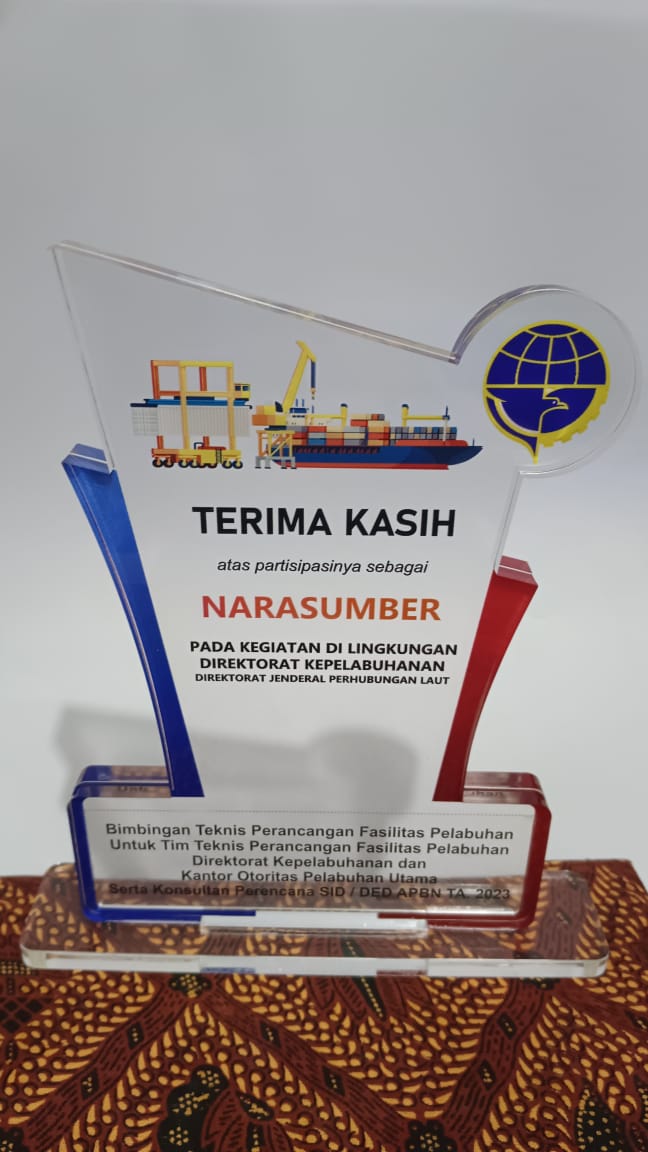 TERIMA KASIH
atas partisipasinya sebagai
NARASUMBER
PADA KEGIATAN DI LINGKUNGAN
DIREKTORAT KEPELABUHANAN
DIREKTORAT JENDERAL PERHUBUNGAN LAUT
Bimbingan Teknis Perancangan Fasilitas Pelabuhan
Untuk Tim Teknis Perancangan Fasilitas Pelabuhan
Direktorat Kepelabuhanan dan
Kantor Otoritas Pelabuhan Utama
Serta Konsultan Perencana SID / DED APBN TA. 2023